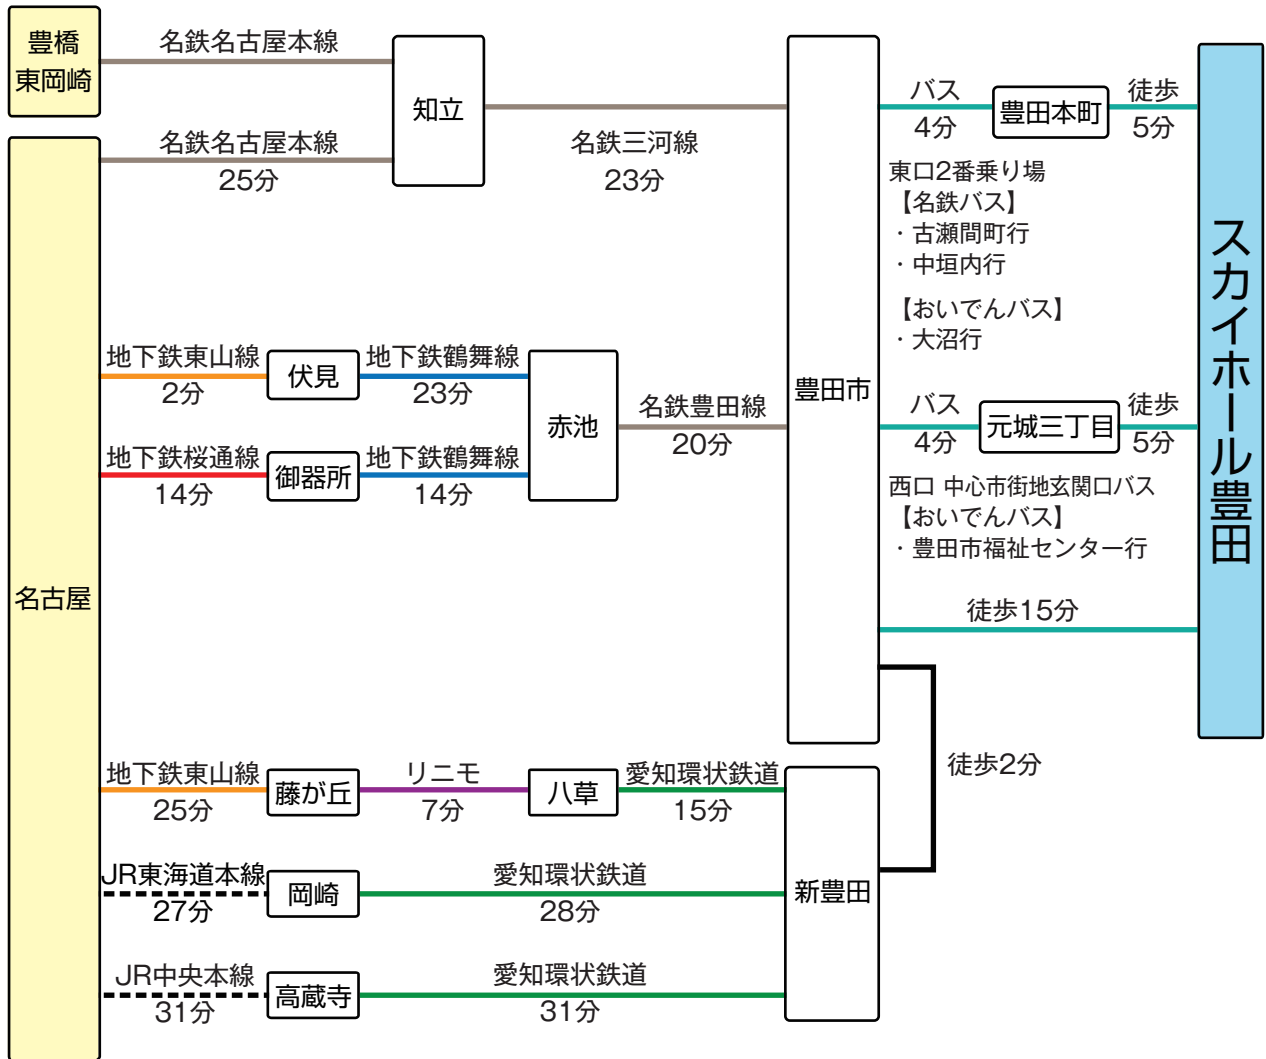 豊橋
東岡崎
名鉄名古屋本線
知立
名鉄名古屋本線
25分
名鉄三河線
23分
豊田市
バス
4分
豊田本町
徒歩
5分
東口2番乗り場
【名鉄バス】
・古瀬間町行
・中垣内行
【おいでんバス】
・大沼行
スカイホール豊田
名古屋
地下鉄東山線
2分
伏見
地下鉄鶴舞線
23分
地下鉄桜通線
14分
御器所
地下鉄鶴舞線
14分
赤池
名鉄豊田線
20分
バス
4分
元城三丁目
徒歩
5分
西口 中心市街地玄関口バス
【おいでんバス】
・豊田市福祉センター行
徒歩15分
徒歩2分
地下鉄東山線
25分
藤が丘
リニモ
7分
八草
愛知環状鉄道
15分
新豊田
JR東海道本線
27分
岡崎
愛知環状鉄道
28分
JR中央本線
31分
高蔵寺
愛知環状鉄道
31分